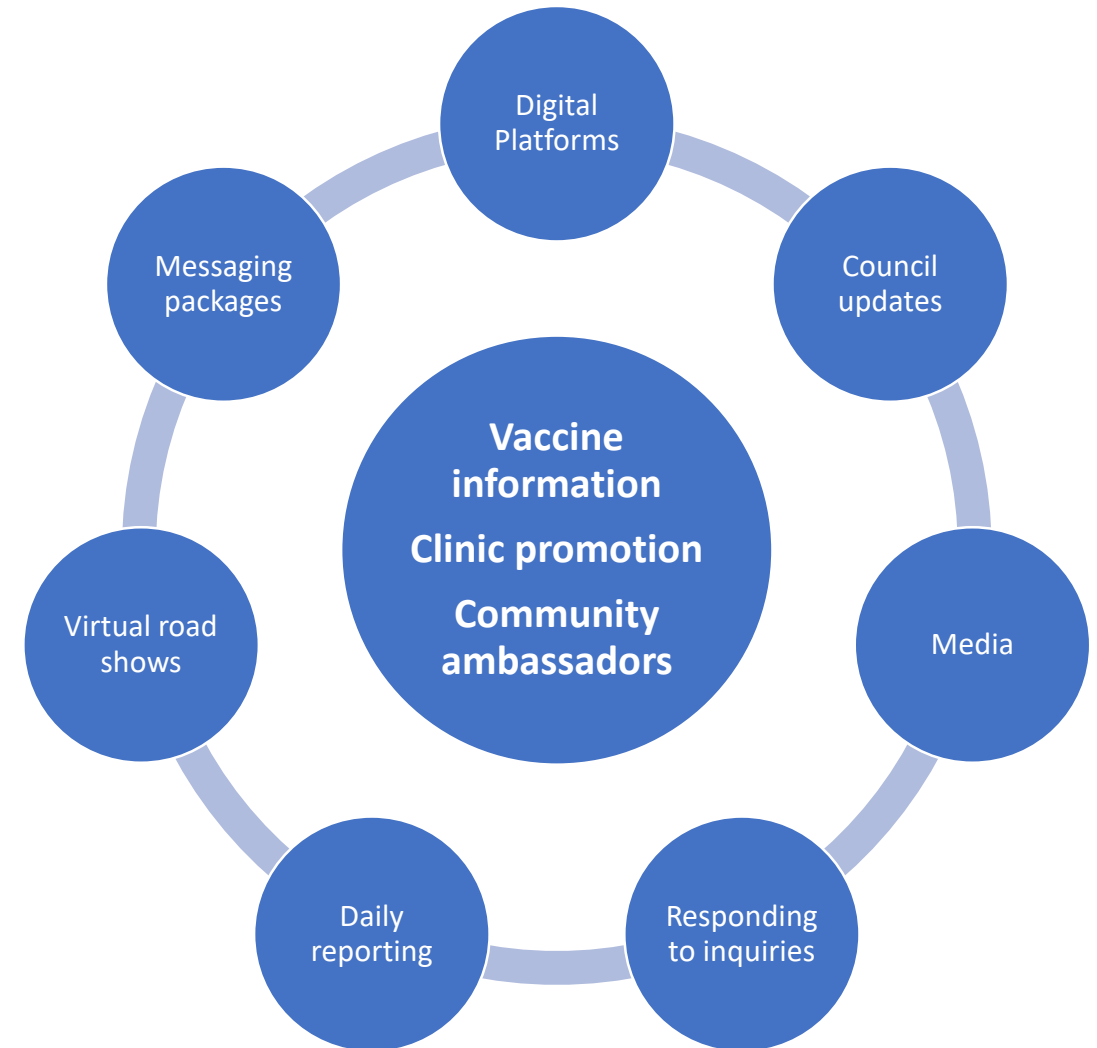 Digital
Platforms
Council
updates
Media
Responding
to inquiries
Daily
reporting
Virtual road
shows
Messaging
packages
Vaccine
information
Clinic promotion
Community
ambassadors